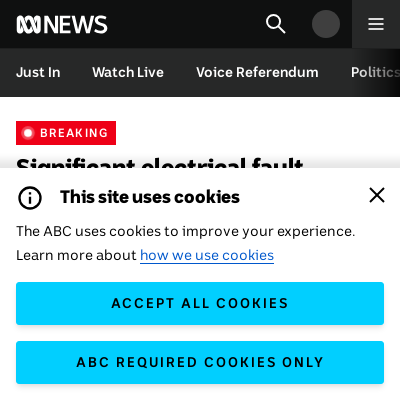 NEWS
Just In Watch Live Voice Referendum Politics
BREAKING
Significant electrical fault
This site uses cookies
The ABC uses cookies to improve your experience.
Learn more about how we use cookies
ACCEPT ALL COOKIES
ABC REQUIRED COOKIES ONLY